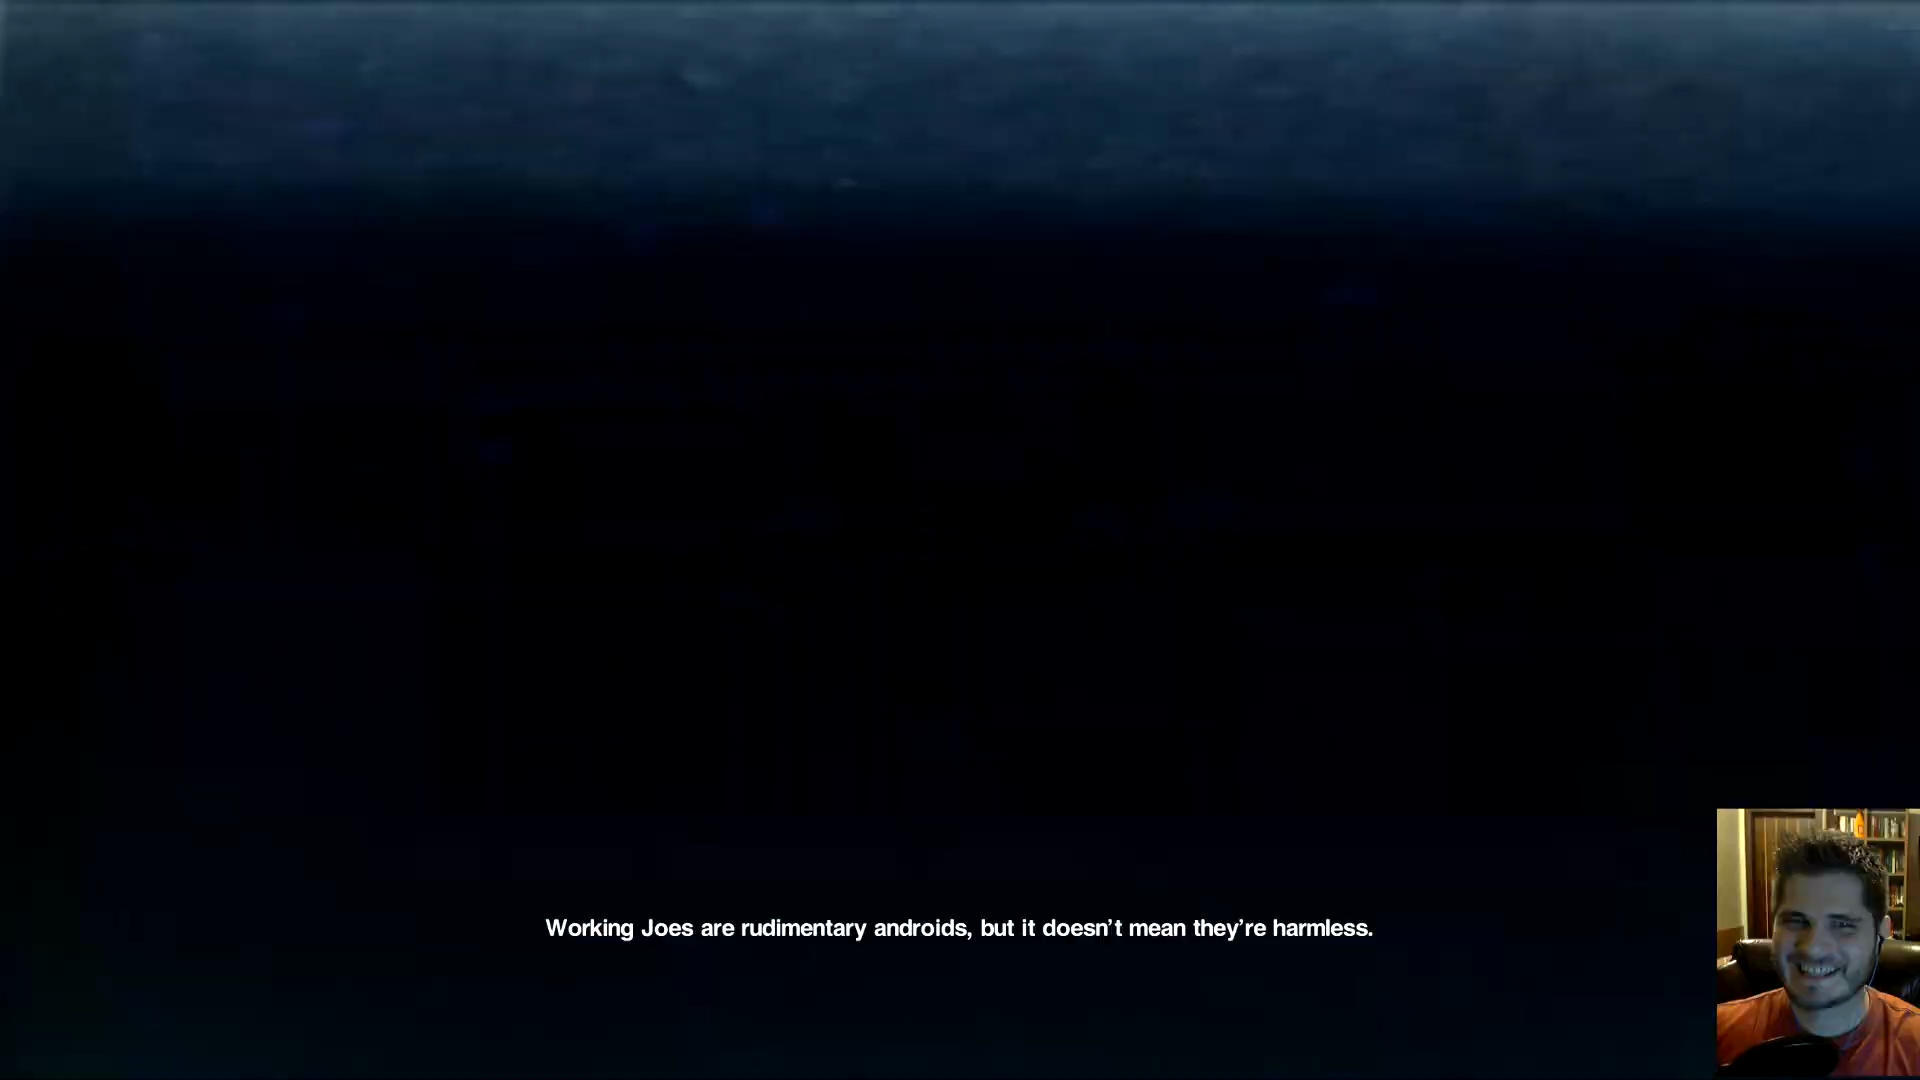 Working Joes are rudimentary androids, but it doesn’t mean they’re harmless.